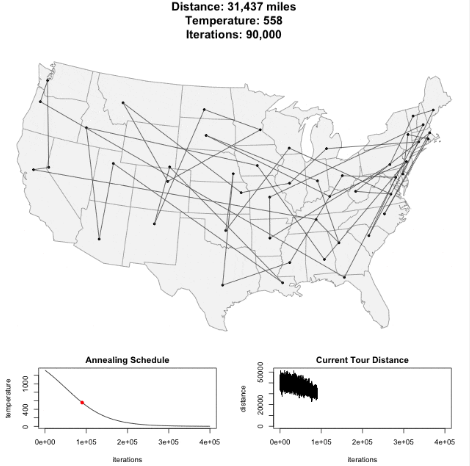 Distance: 31,437 miles
Temperature: 558
Iterations: 90,000
Annealing Schedule
temperature
0 400 1000
0e+00 1e+05 2e+05 3e+05 4e+05
iterations
Current Tour Distance
distance
0 20000 50000
0e+00 1e+05 2e+05 3e+05 4e+05
iterations